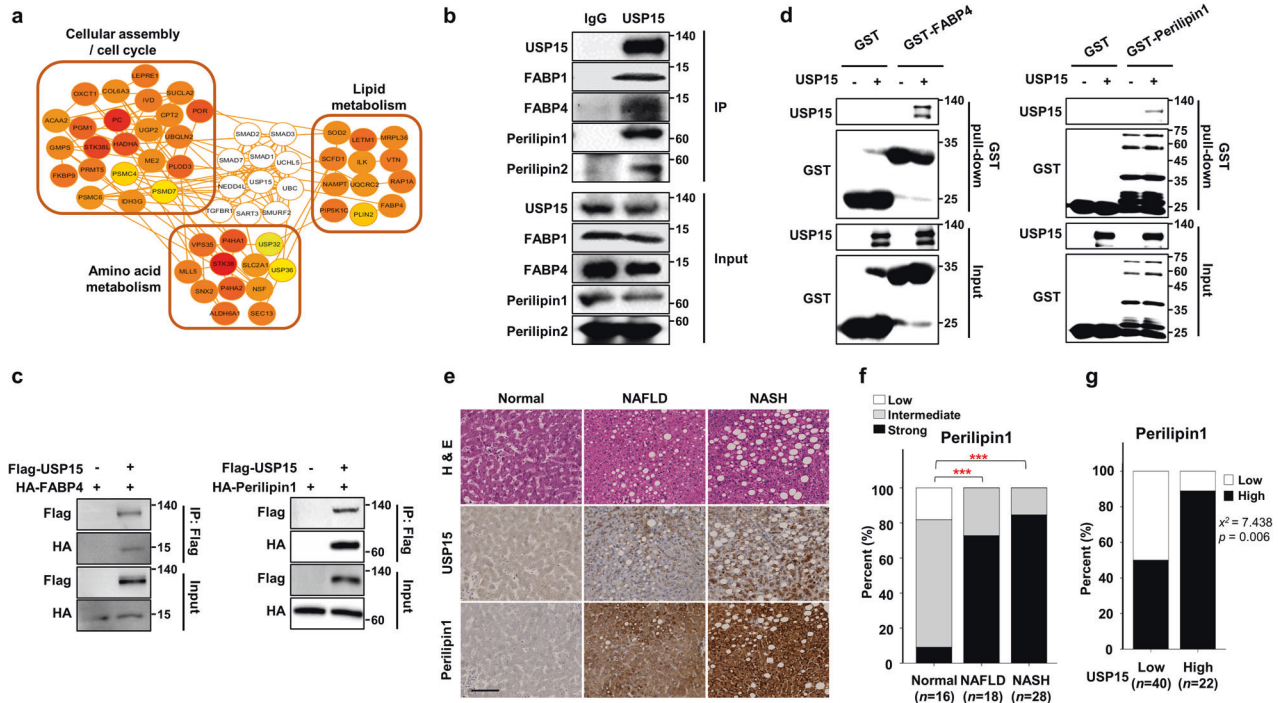 a
Cellular assembly
/ cell cycle
LEPRE1
OXCT1
COL6A3
IVD
SUCLA2
ACAA2
PGM1
PC
CPT2
POR
UGP2
GMPS
STK38L
HADHA
UBQLN2
FKBP9
PRMT5
ME2
PLOD3
PSMC4
PSMD7
PSMC6
IDH3G
SMAD2
SMAD3
SMAD7
SMAD1
UCHL5
NEDD4L
USP15
UBC
TGFBR1
SART3
SMURF2
Lipid
metabolism
SOD2
LETM1
MRPL36
SCFD1
ILK
VTN
NAMPT
UQCRC2
RAP1A
PIP5K1C
PLIN2
FABP4
Amino acid
metabolism
VPS35
P4HA1
USP32
MLL5
STK38
SLC2A1
USP36
SNX2
P4HA2
NSF
ALDH6A1
SEC13
b
IgG USP15
USP15
140
FABP1
15
FABP4
15
Perilipin1
60
Perilipin2
60
IP
USP15
140
FABP1
15
FABP4
15
Perilipin1
60
Perilipin2
60
Input
c
Flag-USP15 - +
HA-FABP4 + +
Flag
140
HA
15
IP: Flag
Flag
140
HA
15
Input
Flag-USP15 - +
HA-Perilipin1 + +
Flag
140
HA
60
IP: Flag
Flag
140
HA
60
Input
d
GST
GST-FABP4
USP15 - + - +
USP15
140
GST
35
25
GST
pull-down
USP15
140
GST
35
25
Input
GST
GST-Perilipin1
USP15 - + - +
USP15
140
GST
75
60
45
35
25
GST
pull-down
USP15
140
GST
75
60
45
35
25
Input
e
Normal NAFLD NASH
H & E
USP15
Perilipin1
f
Low
Intermediate
Strong
Perilipin1
***
***
Percent (%)
100
80
60
40
20
0
Normal NAFLD NASH
(n=16) (n=18) (n=28)
g
Perilipin1
Low
High
x² = 7.438
p = 0.006
Percent (%)
100
80
60
40
20
0
USP15 Low High
(n=40) (n=22)